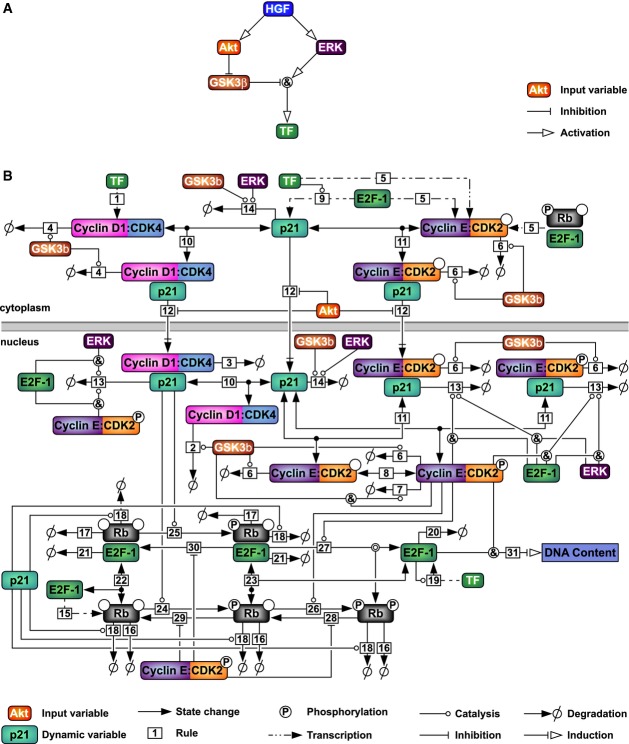 A
HGF
Akt
ERK
GSK3β
&
TF
Akt Input variable
Inhibition
Activation
B
TF
GSK3b
ERK
TF
5
1
9
E2F-1
5
P
Rb
14
4
Cyclin D1:CDK4
p21
Cyclin E:CDK2
5
E2F-1
GSK3b
10
11
6
4
Cyclin D1:CDK4
Cyclin E:CDK2
6
p21
p21
GSK3b
12
12
Akt
12
cytoplasm
nucleus
ERK
GSK3b
ERK
GSK3b
&
Cyclin D1:CDK4
3
Cyclin E:CDK2
6
Cyclin E:CDK2
P
6
E2F-1
13
p21
10
p21
14
p21
13
p21
13
&
Cyclin E:CDK2
P
Cyclin D1:CDK4
11
11
2
GSK3b
6
&
&
&
6
Cyclin E:CDK2
8
Cyclin E:CDK2
P
E2F-1
ERK
7
&
18
17
17
Rb
25
P
Rb
18
27
20
21
E2F-1
30
E2F-1
21
E2F-1
&
31
DNA Content
p21
22
23
19
TF
E2F-1
15
Rb
24
P
Rb
26
P
P
Rb
29
28
18
16
18
16
18
16
Cyclin E:CDK2
P
Akt Input variable
State change
P Phosphorylation
Catalysis
Degradation
p21 Dynamic variable
1 Rule
Transcription
Inhibition
Induction